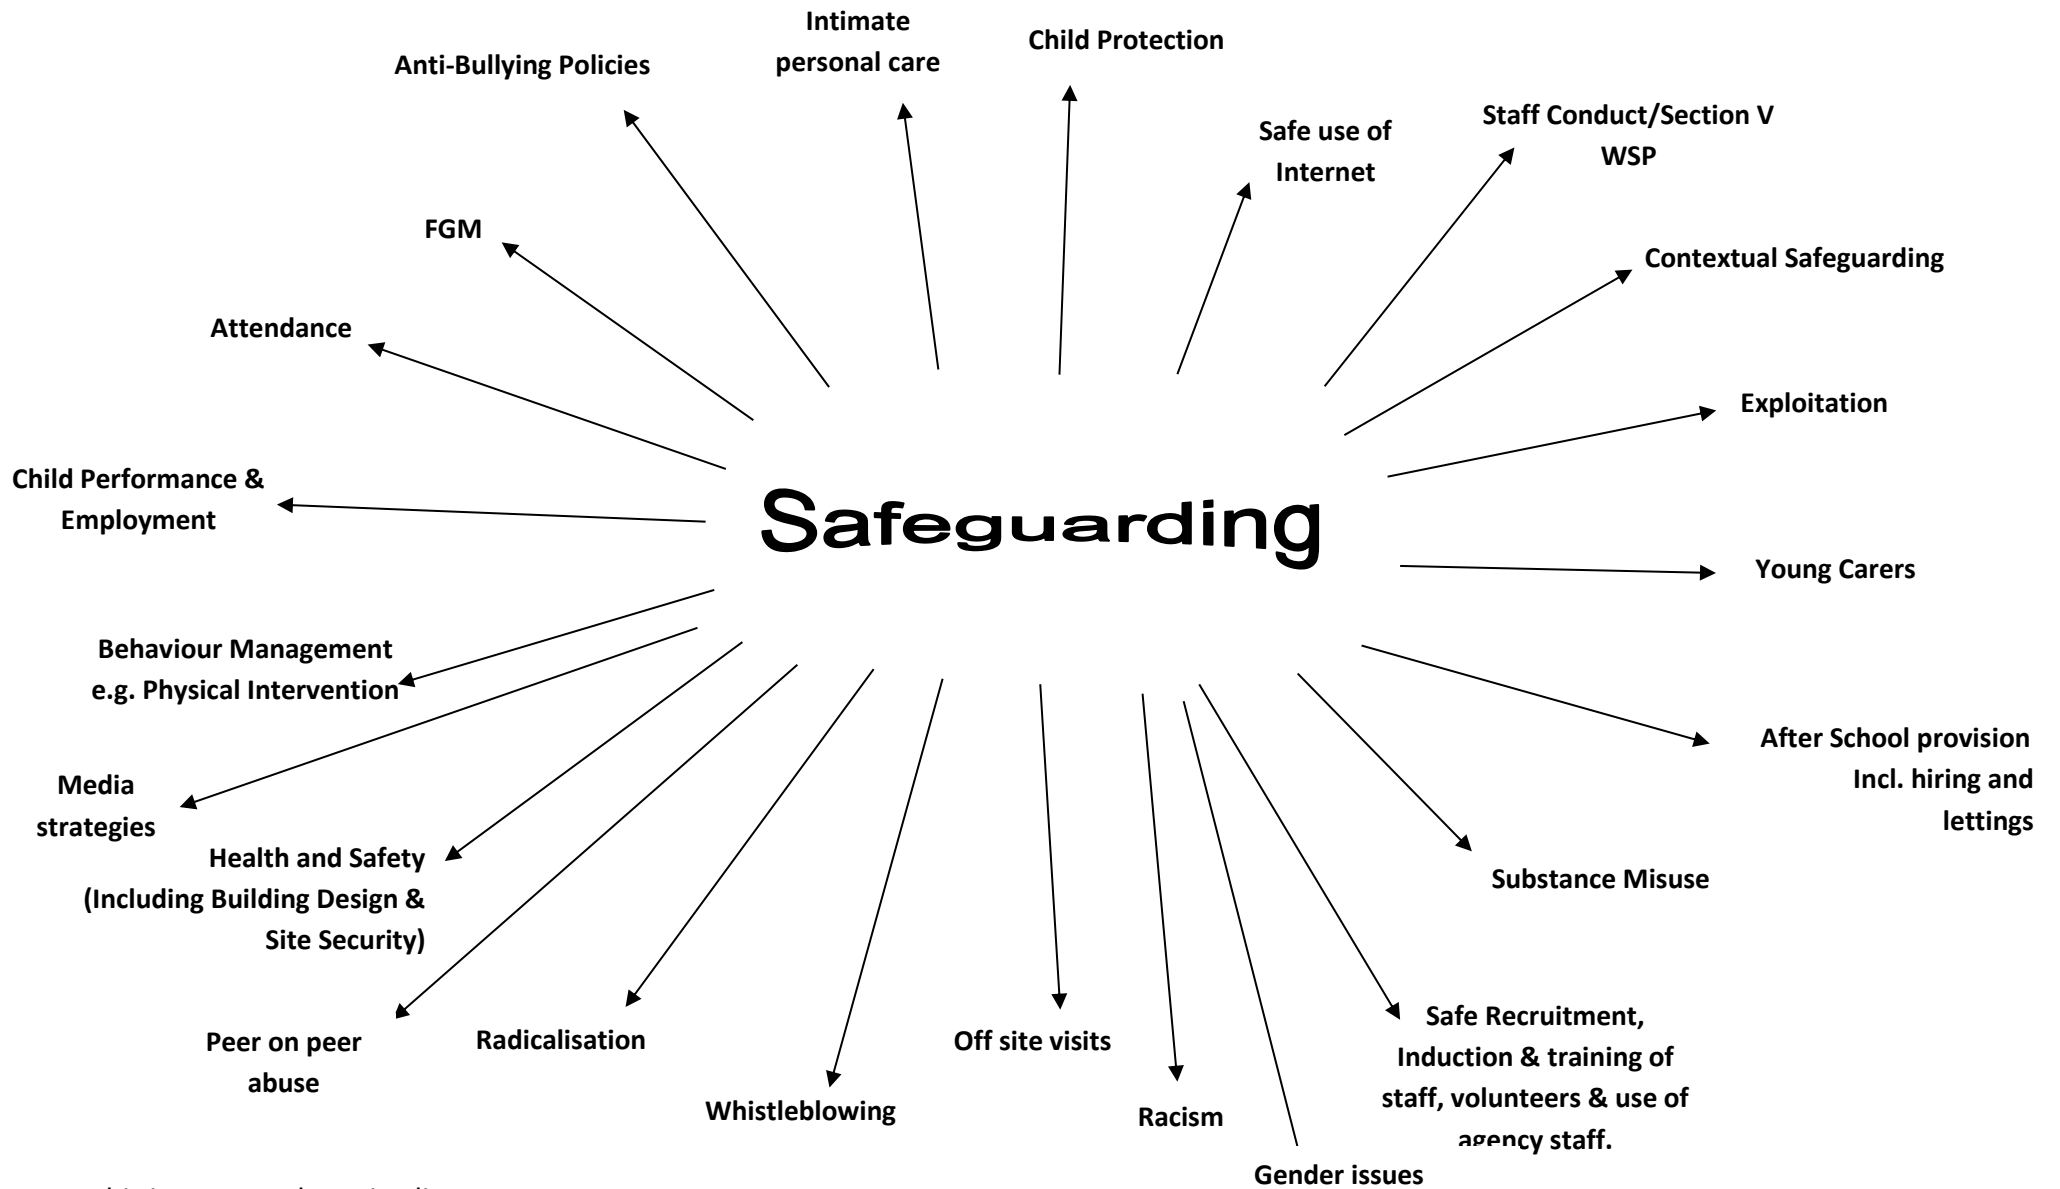 Intimate
personal care
Child Protection
Anti-Bullying Policies
Safe use of
Internet
Staff Conduct/Section V
WSP
FGM
Contextual Safeguarding
Attendance
Exploitation
Child Performance &
Employment
Safeguarding
Young Carers
Behaviour Management
e.g. Physical Intervention
After School provision
Incl. hiring and
lettings
Media
strategies
Health and Safety
(Including Building Design &
Site Security)
Substance Misuse
Peer on peer
abuse
Radicalisation
Off site visits
Safe Recruitment,
Induction & training of
staff, volunteers & use of
agency staff.
Whistleblowing
Racism
Gender issues